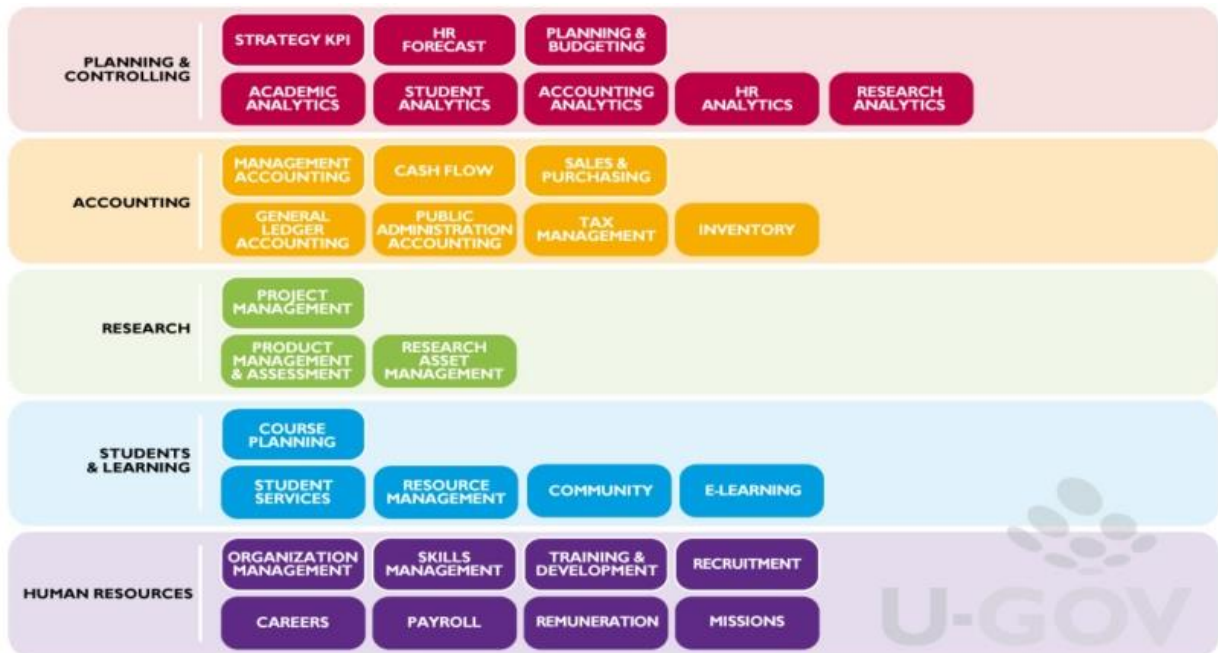 PLANNING &
CONTROLLING
STRATEGY KPI
HR
FORECAST
PLANNING &
BUDGETING
ACADEMIC
ANALYTICS
STUDENT
ANALYTICS
ACCOUNTING
ANALYTICS
HR
ANALYTICS
RESEARCH
ANALYTICS
ACCOUNTING
MANAGEMENT
ACCOUNTING
CASH FLOW
SALES &
PURCHASING
GENERAL
LEDGER
ACCOUNTING
PUBLIC
ADMINISTRATION
ACCOUNTING
TAX
MANAGEMENT
INVENTORY
RESEARCH
PROJECT
MANAGEMENT
PRODUCT
MANAGEMENT
& ASSESSMENT
RESEARCH
ASSET
MANAGEMENT
STUDENTS
& LEARNING
COURSE
PLANNING
STUDENT
SERVICES
RESOURCE
MANAGEMENT
COMMUNITY
E-LEARNING
HUMAN RESOURCES
ORGANIZATION
MANAGEMENT
SKILLS
MANAGEMENT
TRAINING &
DEVELOPMENT
RECRUITMENT
CAREERS
PAYROLL
REMUNERATION
MISSIONS
U-GOV